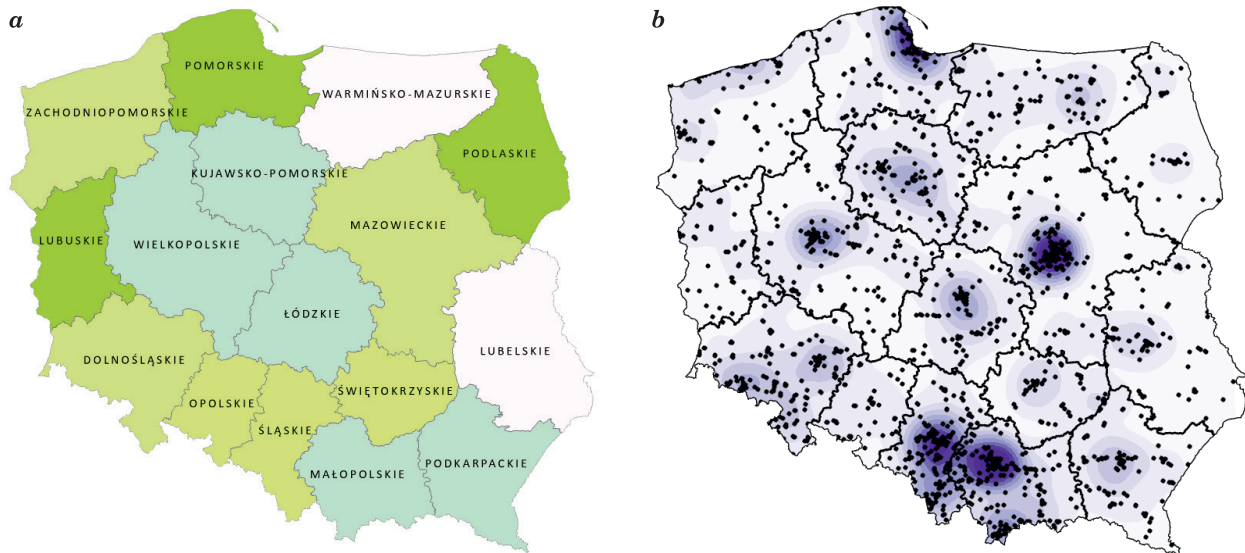 a
b
POMORSKIE
WARMIŃSKO-MAZURSKIE
ZACHODNIOPOMORSKIE
PODLASKIE
KUJAWSKO-POMORSKIE
MAZOWIECKIE
LUBUSKIE
WIELKOPOLSKIE
ŁÓDZKIE
LUBELSKIE
DOLNOŚLĄSKIE
ŚWIĘTOKRZYSKIE
OPOLSKIE
ŚLĄSKIE
PODKARPACKIE
MAŁOPOLSKIE